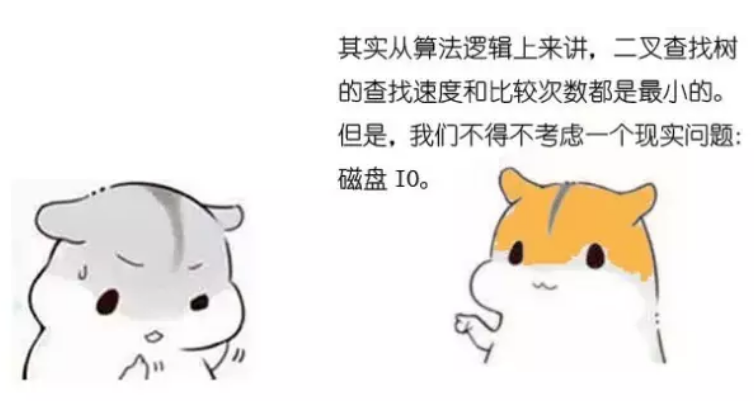 其实从算法逻辑上来讲，二叉查找树
的查找速度和比较次数都是最小的。
但是，我们不得不考虑一个现实问题：
磁盘 IO。